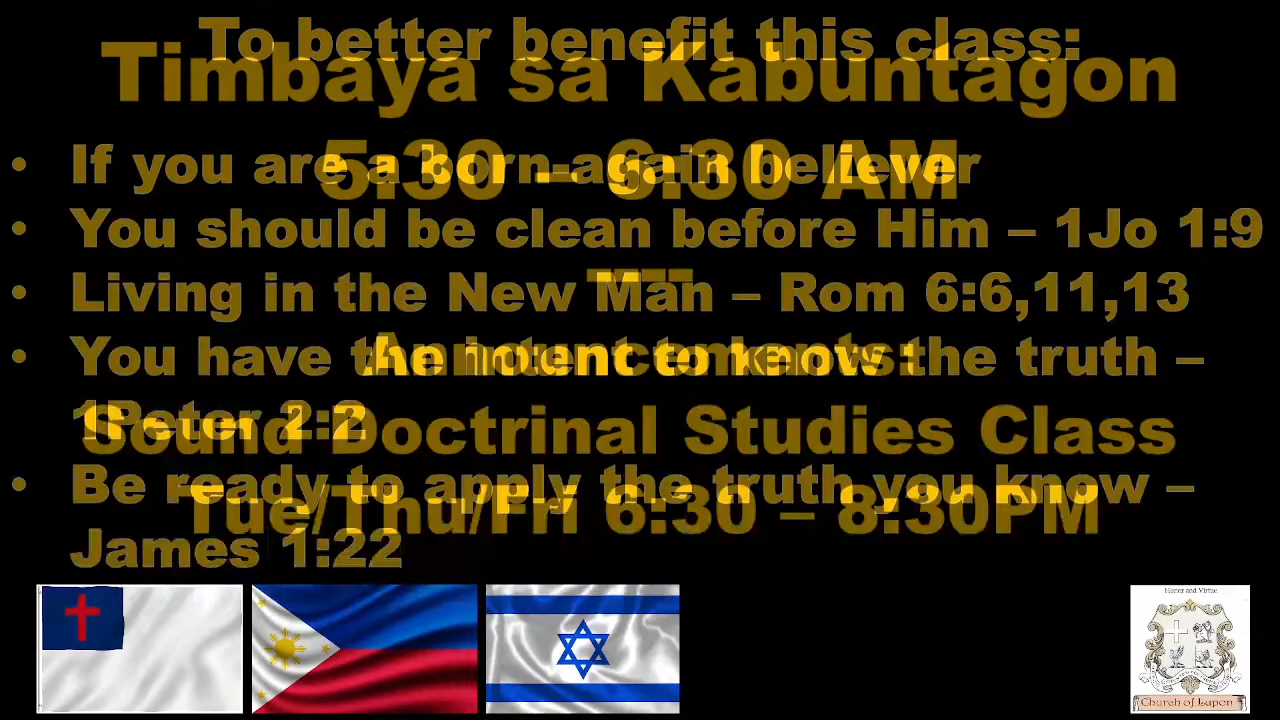 To better benefit this class:
• If you are a born-again believer
• You should be clean before Him – 1Jo 1:9
• Living in the New Man – Rom 6:6,11,13
• You have the intent to know the truth –
1Peter 2:2
• Be ready to apply the truth you know –
James 1:22
Timbaya sa Kabuntagon
5:30 – 6:30 AM
Announcements:
Sound Doctrinal Studies Class
Tue/Thu/Fri 6:30 – 8:30PM
Honor and Virtue
Church of Lupon